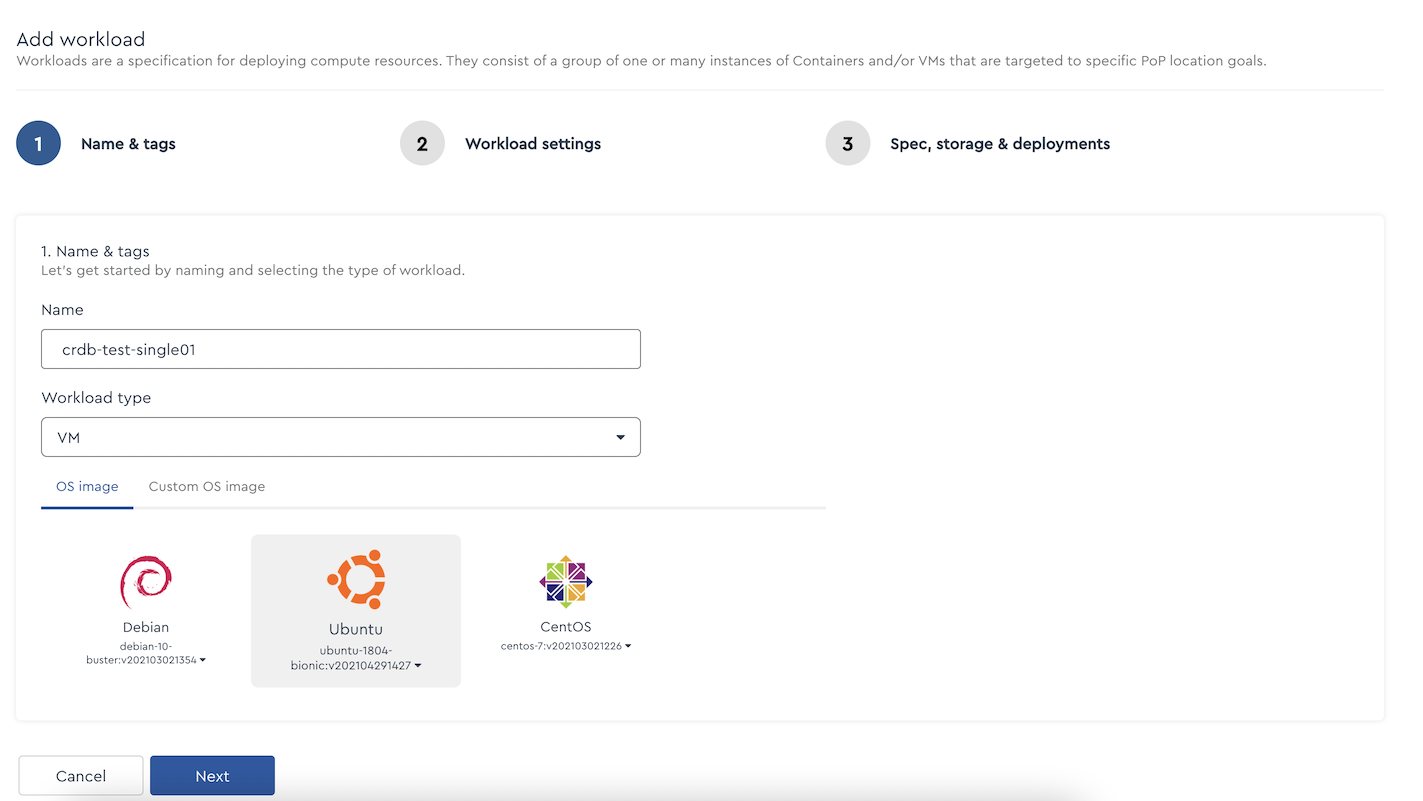 Add workload
Workloads are a specification for deploying compute resources. They consist of a group of one or many instances of Containers and/or VMs that are targeted to specific PoP location goals.
1 Name & tags 2 Workload settings 3 Spec, storage & deployments
1. Name & tags
Let's get started by naming and selecting the type of workload.
Name
crdb-test-single01
Workload type
VM
OS image Custom OS image
Debian
debian-10-
buster:v202103021354
Ubuntu
ubuntu-1804-
bionic:v202104291427
CentOS
centos-7:v202103021226
Cancel Next